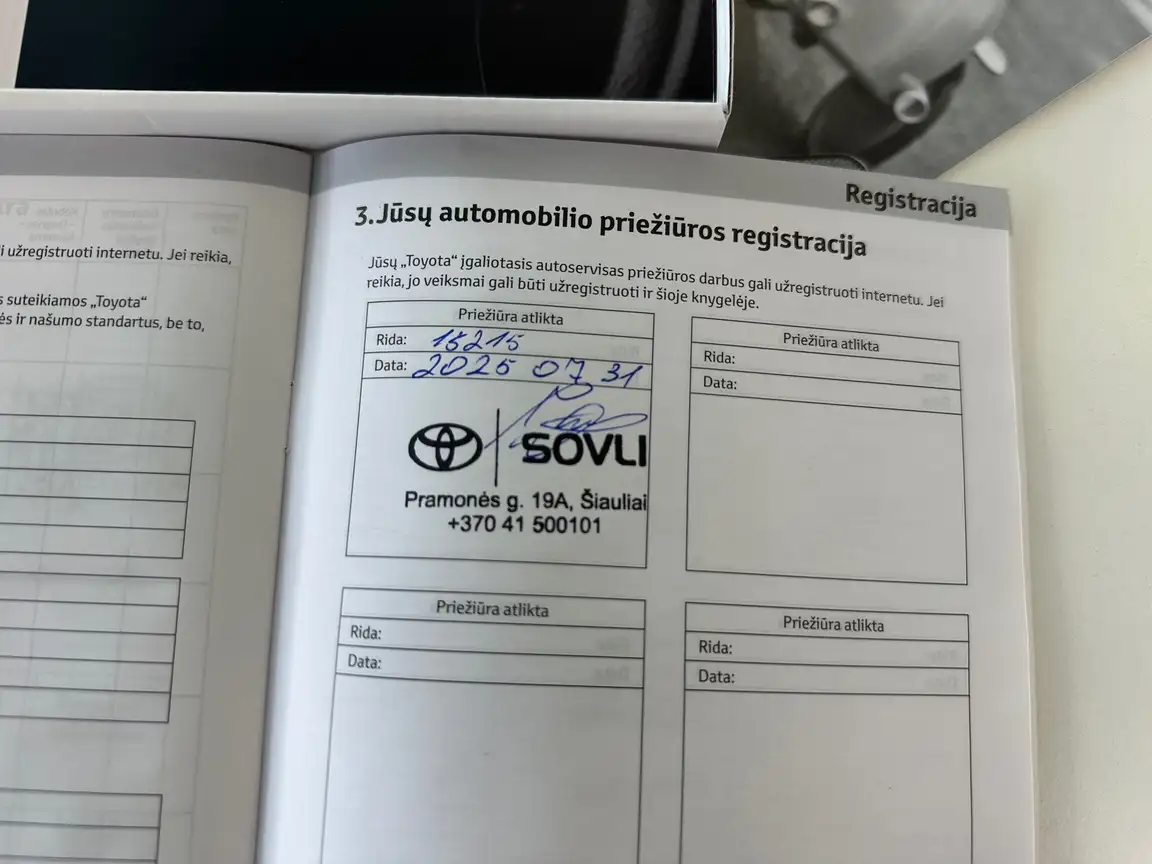 i užregistruoti internetu. Jei reikia,
s suteikiamos „Toyota“
ės ir našumo standartus, be to,
Registracija
3.Jūsų automobilio priežiūros registracija
Jūsų „Toyota“ įgaliotasis autoservisas priežiūros darbus gali užregistruoti internetu. Jei
reikia, jo veiksmai gali būti užregistruoti ir šioje knygelėje.
Priežiūra atlikta
Rida: 15215
Data: 2025 07 31
SOVLI
Pramonės g. 19A, Šiauliai
+370 41 500101
Priežiūra atlikta
Rida:
Data:
Priežiūra atlikta
Rida:
Data:
Priežiūra atlikta
Rida:
Data: